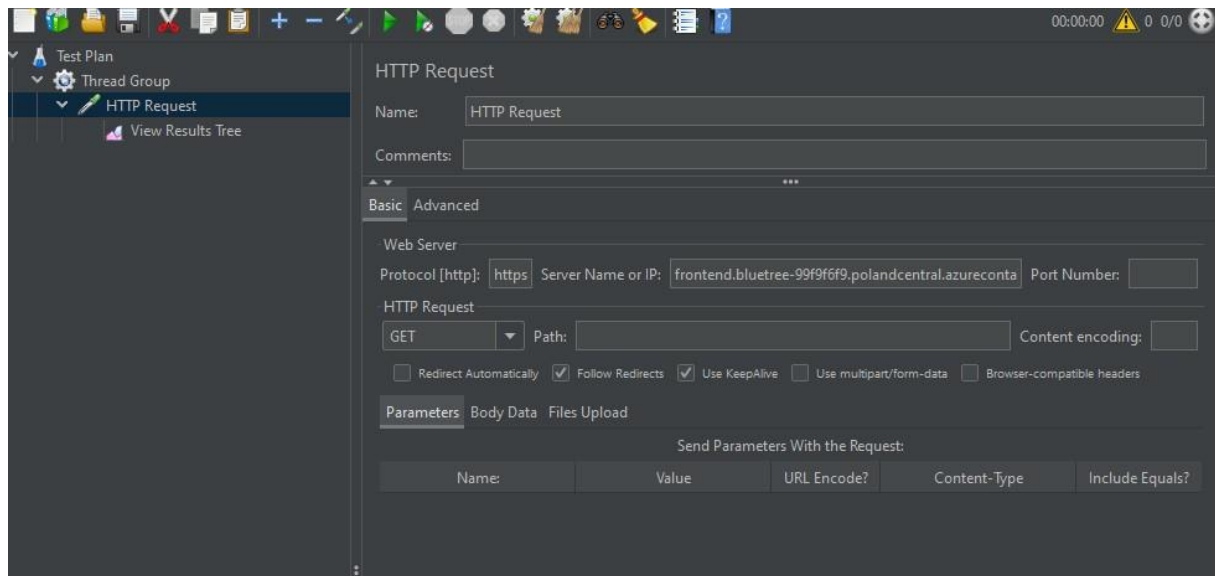 00:00:00 0 0/0
Test Plan
Thread Group
HTTP Request
View Results Tree
HTTP Request
Name: HTTP Request
Comments:
Basic Advanced
Web Server
Protocol [http]: https Server Name or IP: frontend.bluetree-99f9f6f9.polandcentral.azureconta Port Number:
HTTP Request
GET Path: Content encoding:
Redirect Automatically Follow Redirects Use KeepAlive Use multipart/form-data Browser-compatible headers
Parameters Body Data Files Upload
Send Parameters With the Request:
Name: Value URL Encode? Content-Type Include Equals?